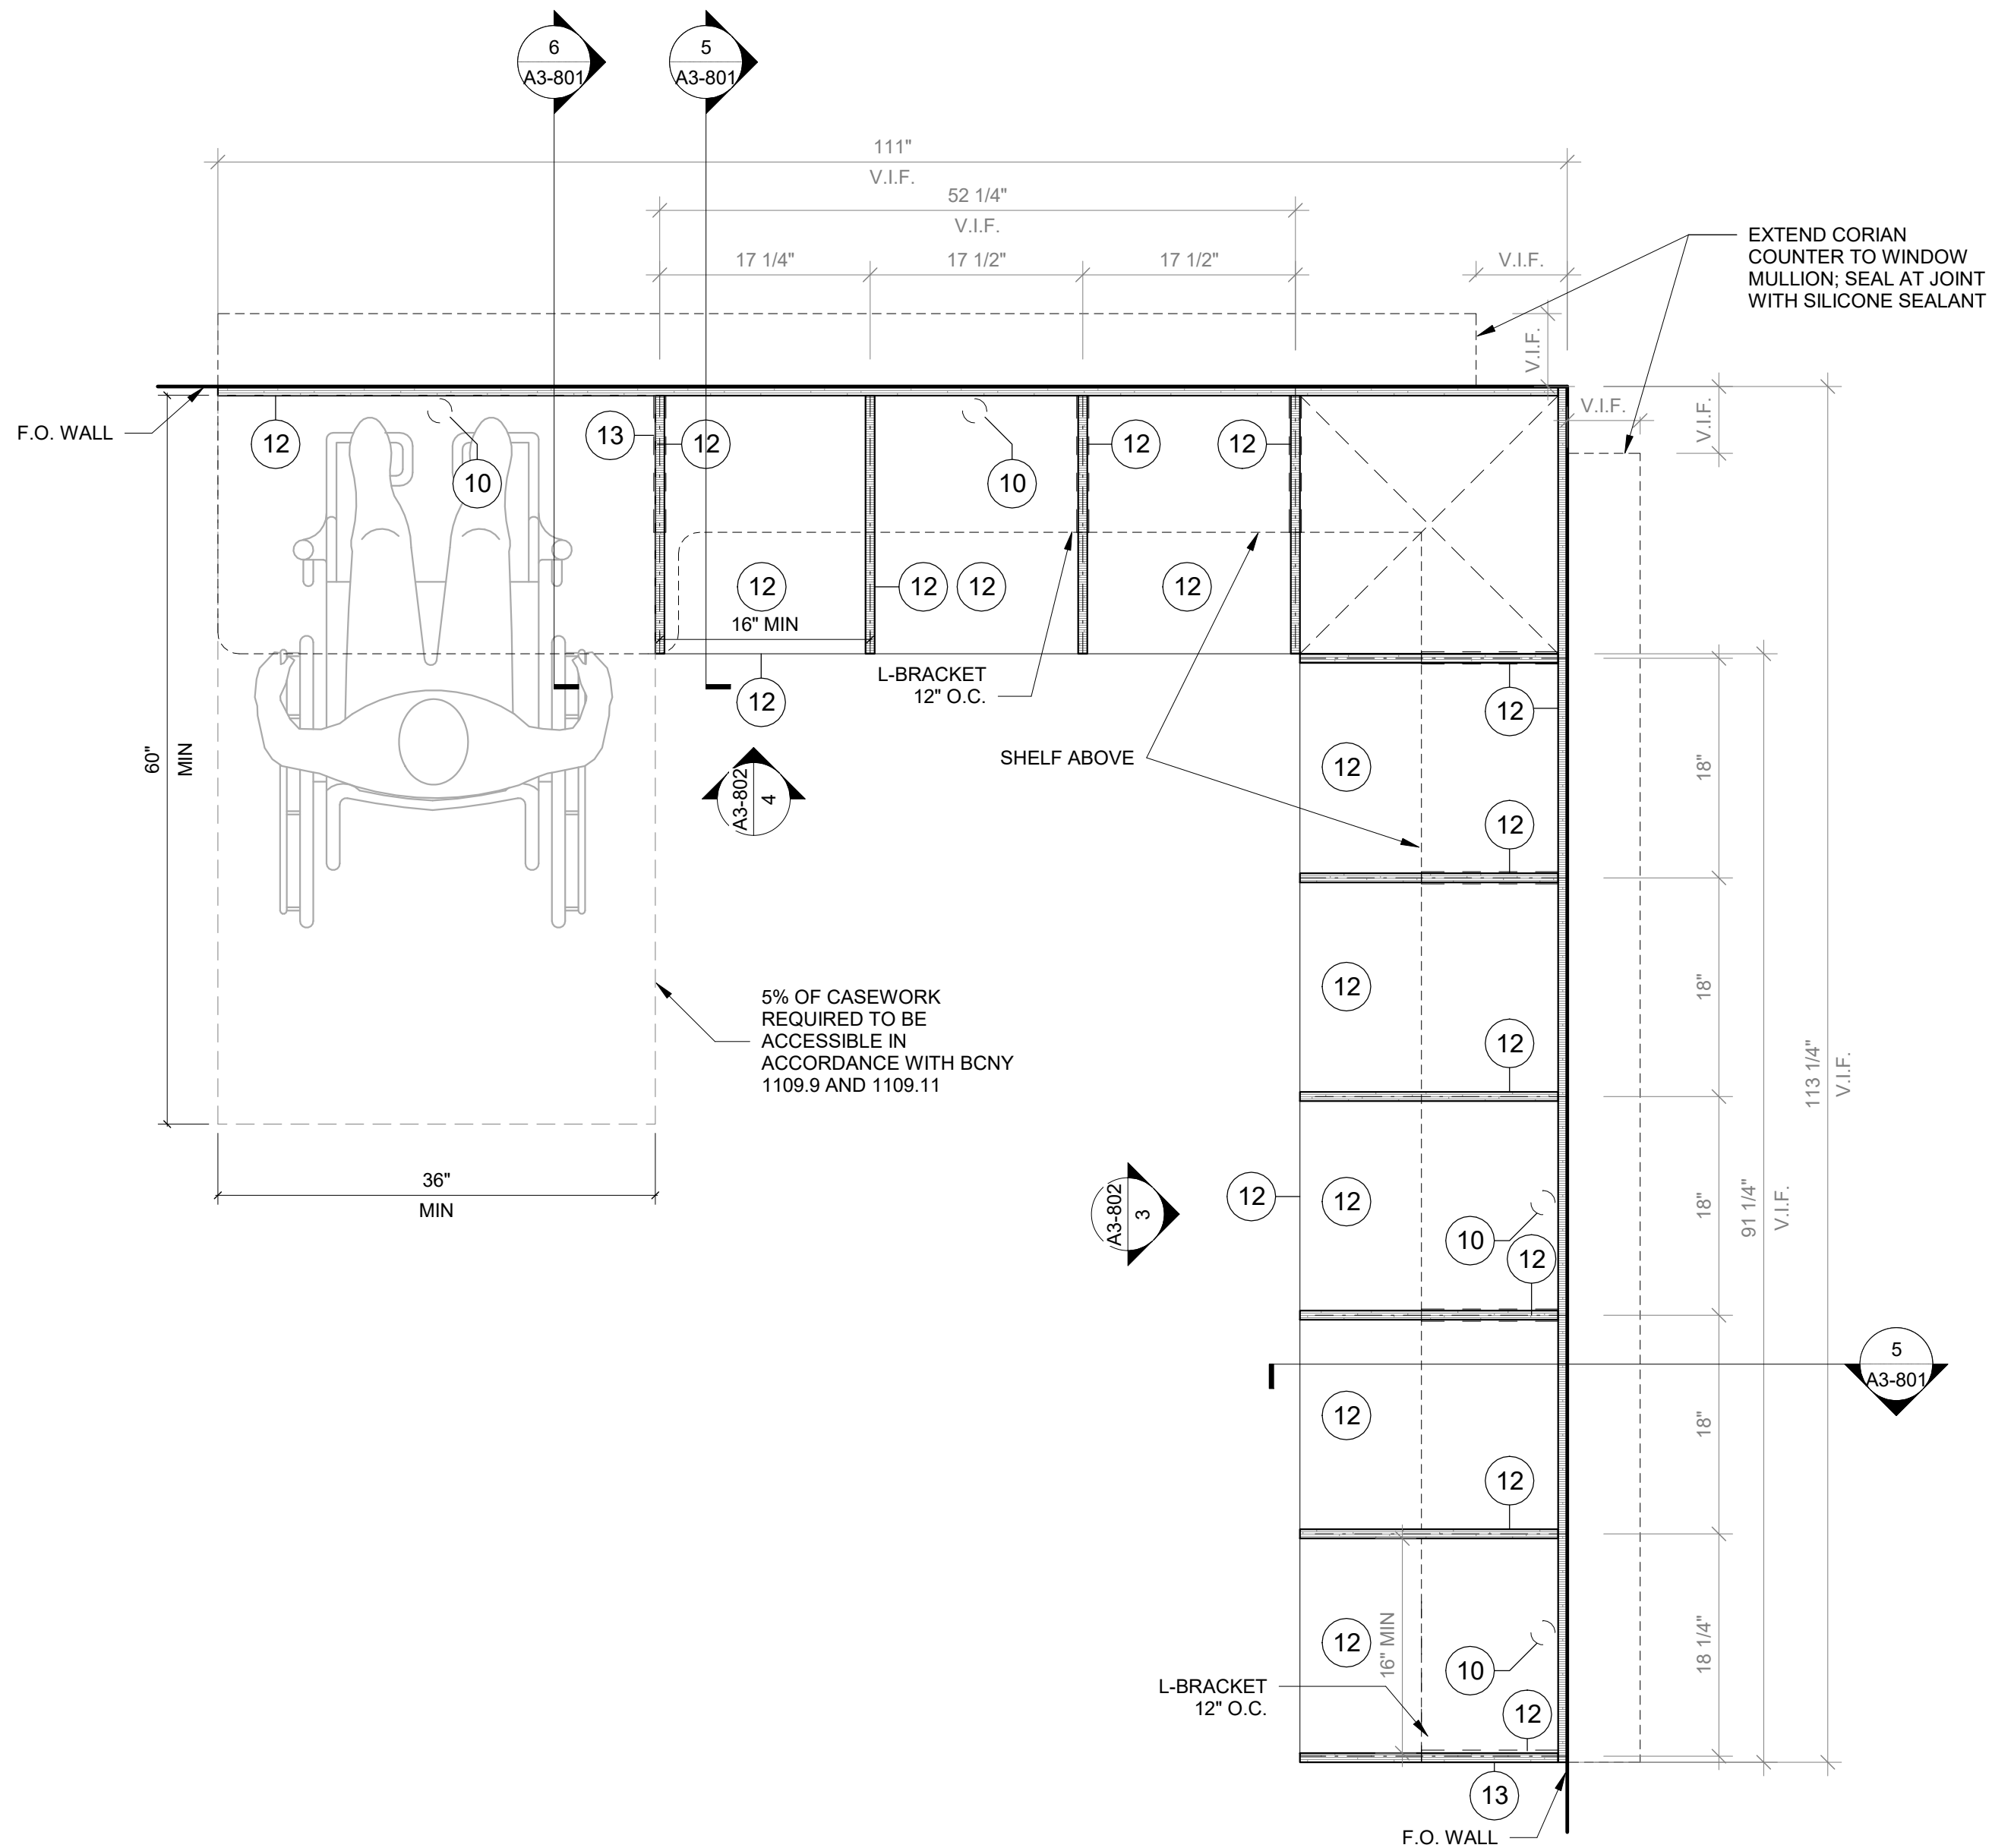 6
A3-801
5
A3-801
111"
V.I.F.
52 1/4"
V.I.F.
17 1/4"
17 1/2"
17 1/2"
V.I.F.
EXTEND CORIAN
COUNTER TO WINDOW
MULLION; SEAL AT JOINT
WITH SILICONE SEALANT
V.I.F.
V.I.F.
V.I.F.
F.O. WALL
12
10
13
12
10
12
12
12
12
12
12
16" MIN
L-BRACKET
12" O.C.
12
12
SHELF ABOVE
12
18"
60"
MIN
A3-802
4
12
12
18"
5% OF CASEWORK
REQUIRED TO BE
ACCESSIBLE IN
ACCORDANCE WITH BCNY
1109.9 AND 1109.11
12
113 1/4"
V.I.F.
36"
MIN
A3-802
3
12
12
10
12
18"
91 1/4"
V.I.F.
5
A3-801
12
18"
12
12
16" MIN
10
18 1/4"
L-BRACKET
12" O.C.
12
13
F.O. WALL